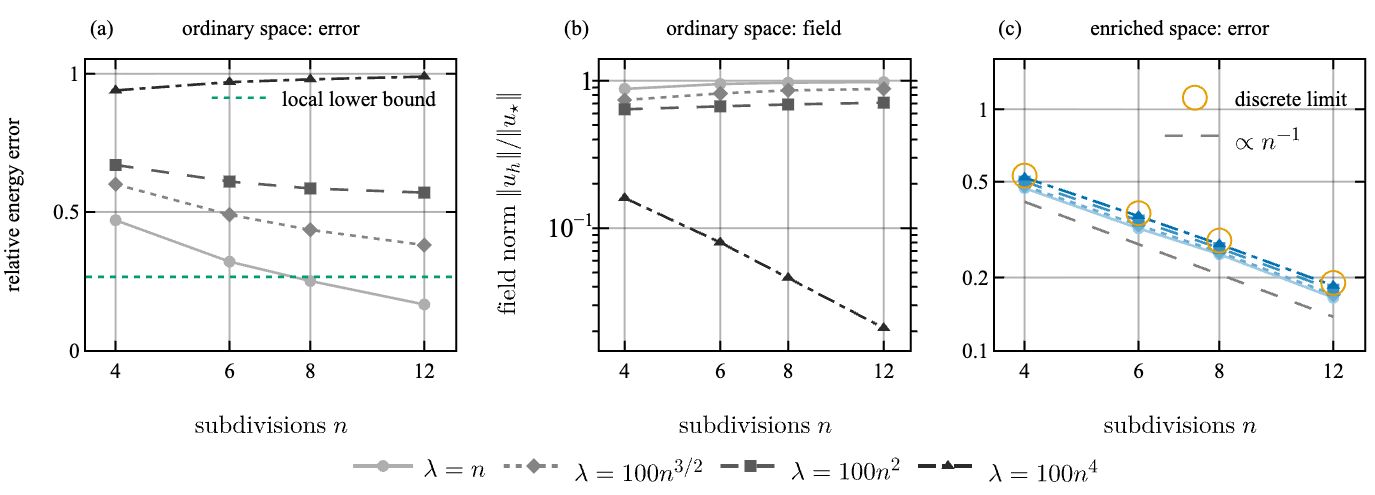 (a) ordinary space: error
relative energy error
1
0.5
0
local lower bound
4 6 8 12
subdivisions n
(b) ordinary space: field
field norm ‖u_h‖/‖u_⋆‖
1
10^{−1}
4 6 8 12
subdivisions n
(c) enriched space: error
1
0.5
0.2
0.1
discrete limit
∝ n^{−1}
4 6 8 12
subdivisions n
λ = n λ = 100n^{3/2} λ = 100n^2 λ = 100n^4